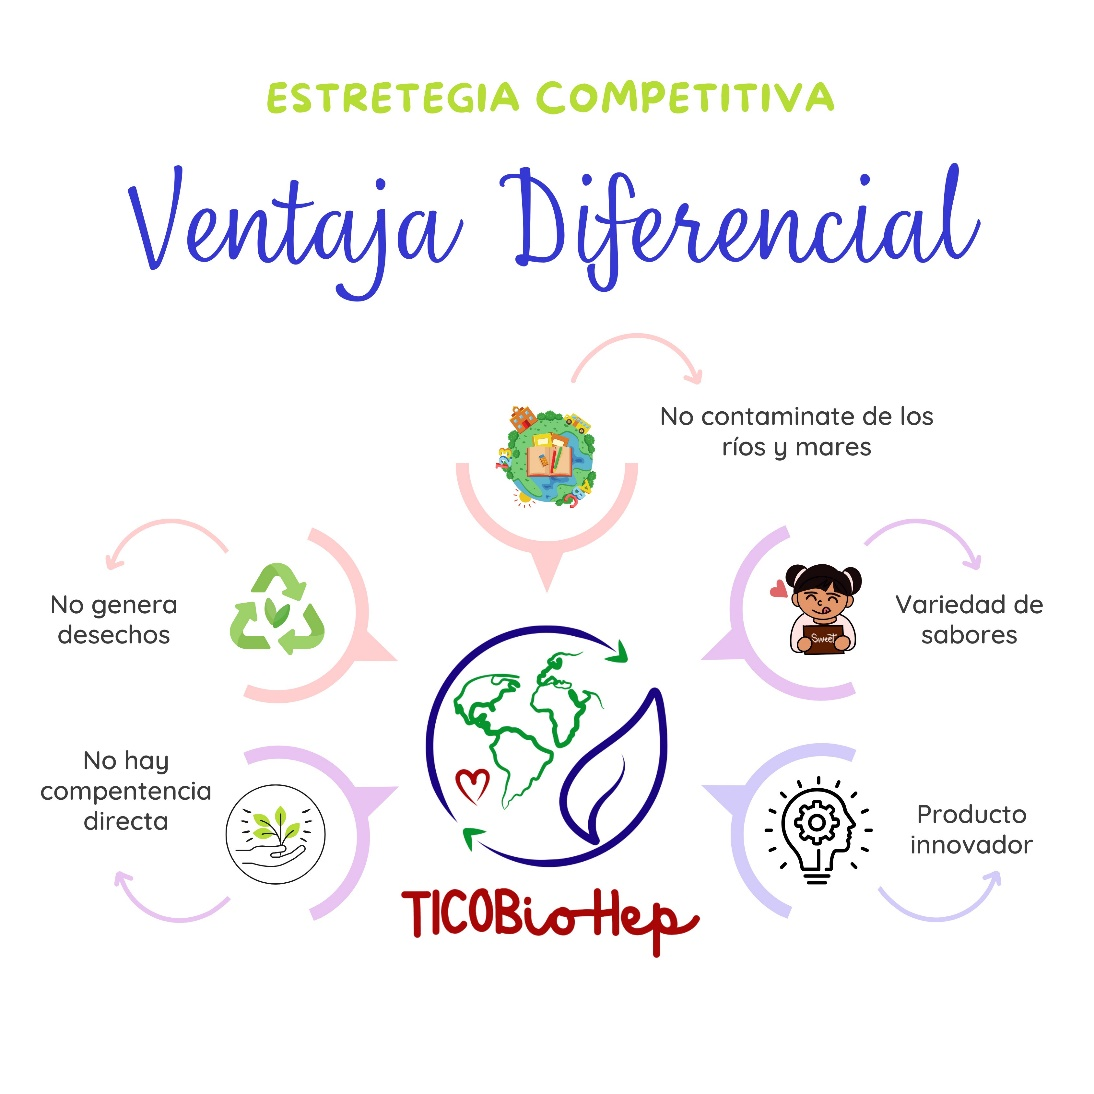 ESTRETEGIA COMPETITIVA
Ventaja Diferencial
No contaminate de los
ríos y mares
No genera
desechos
Variedad de
sabores
Sweet
No hay
compentencia
directa
Producto
innovador
TICOBioHep